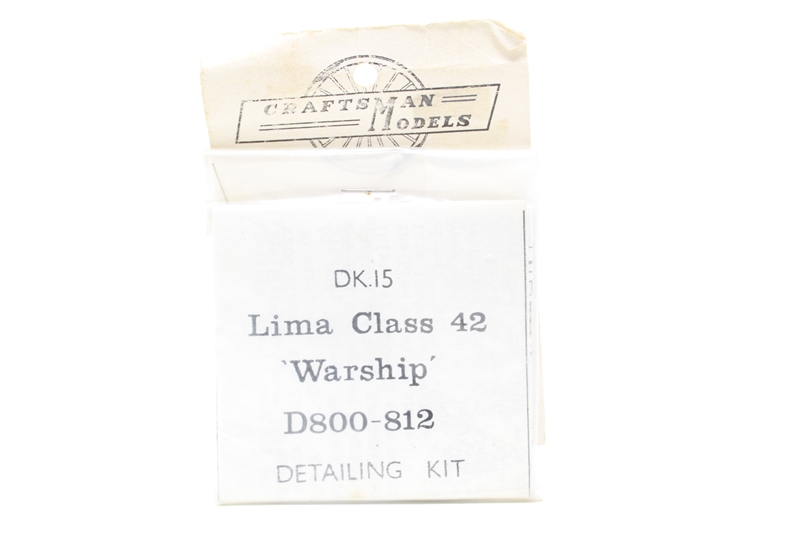 CRAFTSMAN
MODELS
DK.15
Lima Class 42
'Warship'
D800-812
DETAILING KIT